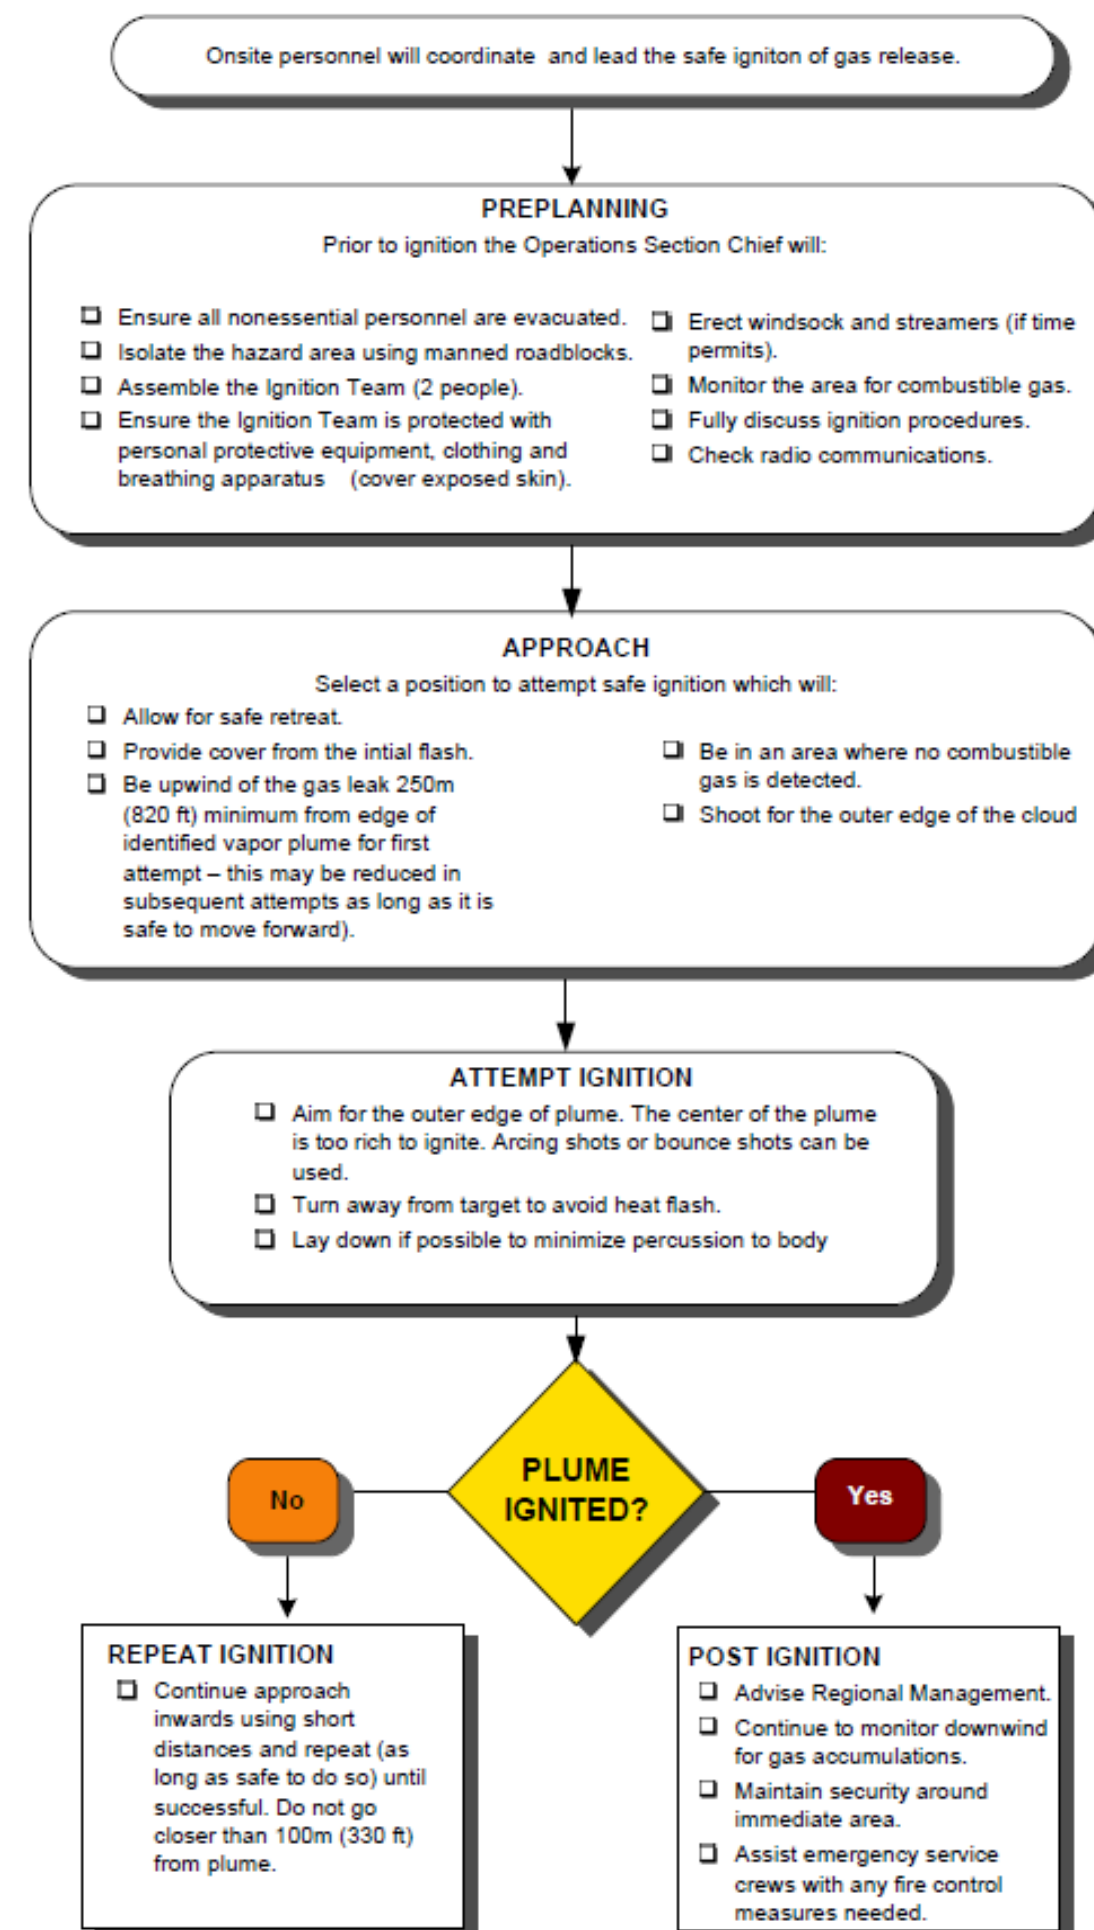 Onsite personnel will coordinate and lead the safe igniton of gas release.
PREPLANNING
Prior to ignition the Operations Section Chief will:
Ensure all nonessential personnel are evacuated.
Isolate the hazard area using manned roadblocks.
Assemble the Ignition Team (2 people).
Ensure the Ignition Team is protected with
personal protective equipment, clothing and
breathing apparatus (cover exposed skin).
Erect windsock and streamers (if time
permits).
Monitor the area for combustible gas.
Fully discuss ignition procedures.
Check radio communications.
APPROACH
Select a position to attempt safe ignition which will:
Allow for safe retreat.
Provide cover from the intial flash.
Be upwind of the gas leak 250m
(820 ft) minimum from edge of
identified vapor plume for first
attempt – this may be reduced in
subsequent attempts as long as it is
safe to move forward).
Be in an area where no combustible
gas is detected.
Shoot for the outer edge of the cloud
ATTEMPT IGNITION
Aim for the outer edge of plume. The center of the plume
is too rich to ignite. Arcing shots or bounce shots can be
used.
Turn away from target to avoid heat flash.
Lay down if possible to minimize percussion to body
PLUME
IGNITED?
No
Yes
REPEAT IGNITION
Continue approach
inwards using short
distances and repeat (as
long as safe to do so) until
successful. Do not go
closer than 100m (330 ft)
from plume.
POST IGNITION
Advise Regional Management.
Continue to monitor downwind
for gas accumulations.
Maintain security around
immediate area.
Assist emergency service
crews with any fire control
measures needed.